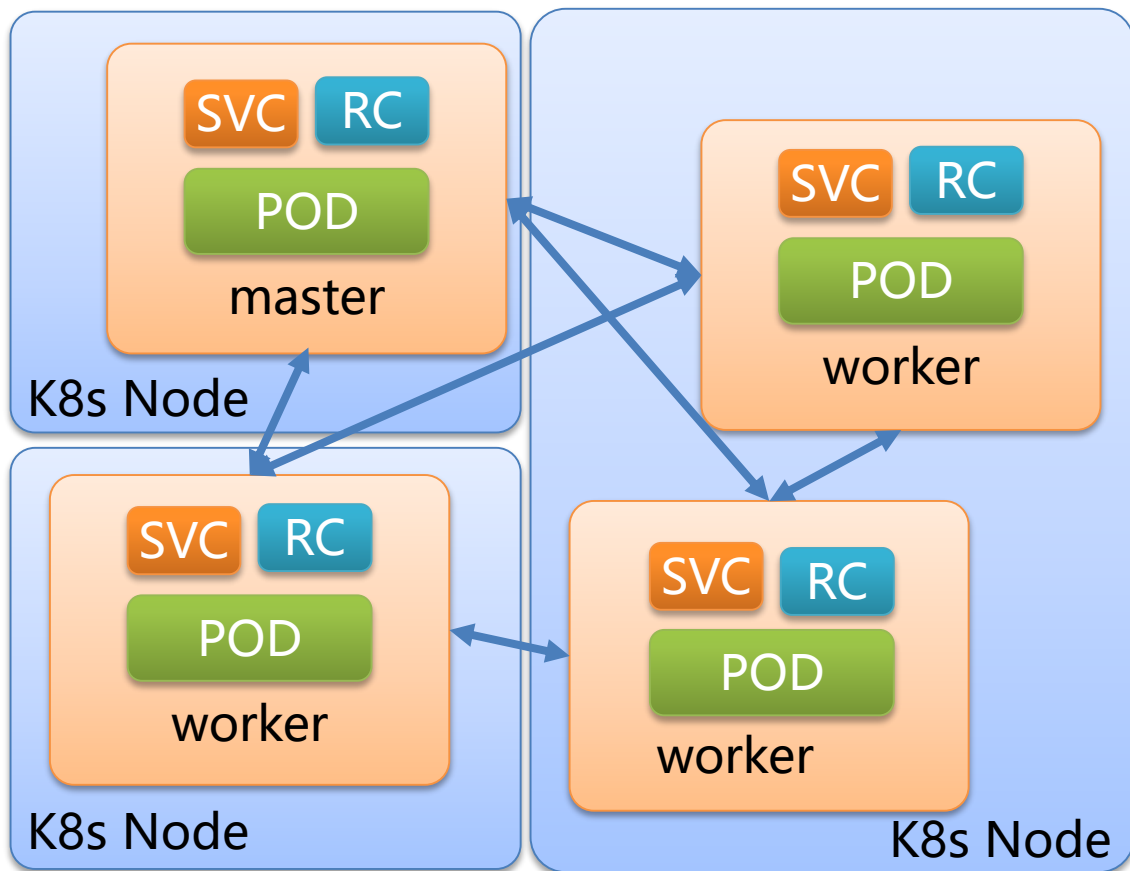 SVC
RC
POD
master
K8s Node
SVC
RC
POD
worker
SVC
RC
POD
worker
K8s Node
SVC
RC
POD
worker
K8s Node